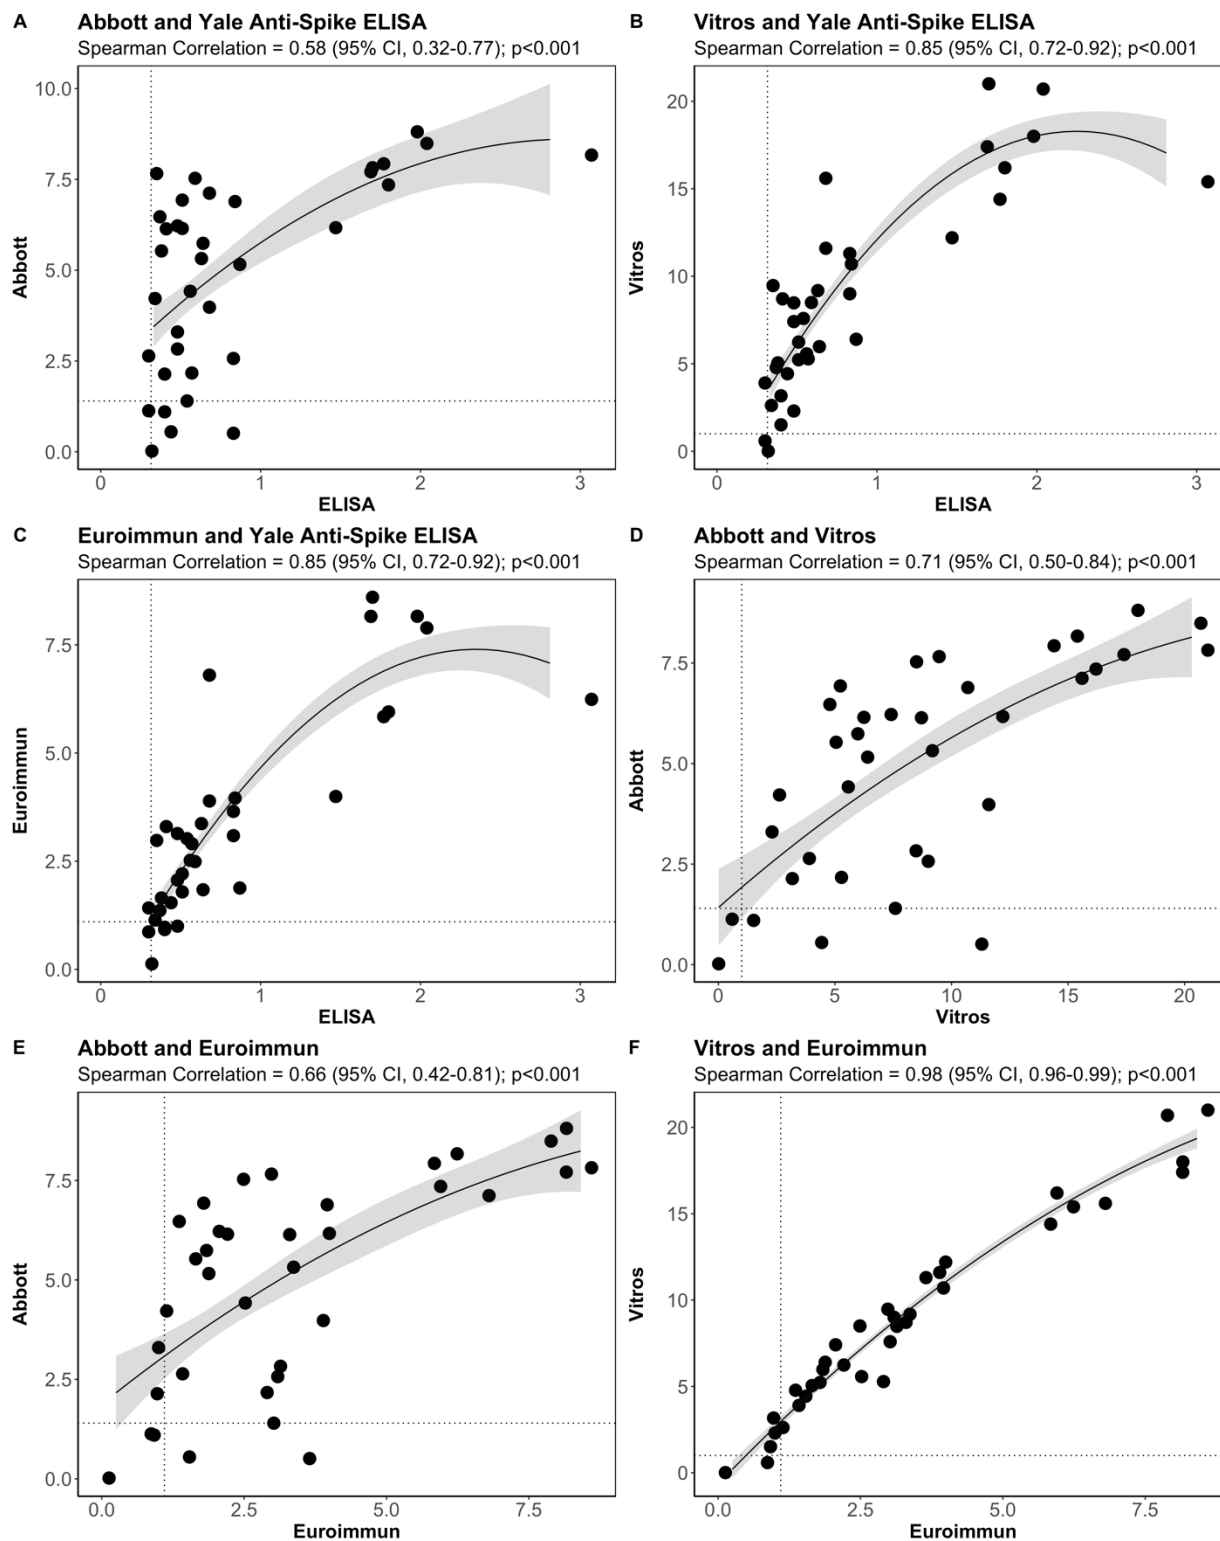 A Abbott and Yale Anti-Spike ELISA
Spearman Correlation = 0.58 (95% CI, 0.32-0.77); p<0.001
10.0
7.5
5.0
2.5
0.0
Abbott
0 1 2 3
ELISA
B Vitros and Yale Anti-Spike ELISA
Spearman Correlation = 0.85 (95% CI, 0.72-0.92); p<0.001
20
15
10
5
0
Vitros
0 1 2 3
ELISA
C Euroimmun and Yale Anti-Spike ELISA
Spearman Correlation = 0.85 (95% CI, 0.72-0.92); p<0.001
7.5
5.0
2.5
0.0
Euroimmun
0 1 2 3
ELISA
D Abbott and Vitros
Spearman Correlation = 0.71 (95% CI, 0.50-0.84); p<0.001
7.5
5.0
2.5
0.0
Abbott
0 5 10 15 20
Vitros
E Abbott and Euroimmun
Spearman Correlation = 0.66 (95% CI, 0.42-0.81); p<0.001
7.5
5.0
2.5
0.0
Abbott
0.0 2.5 5.0 7.5
Euroimmun
F Vitros and Euroimmun
Spearman Correlation = 0.98 (95% CI, 0.96-0.99); p<0.001
20
15
10
5
0
Vitros
0.0 2.5 5.0 7.5
Euroimmun